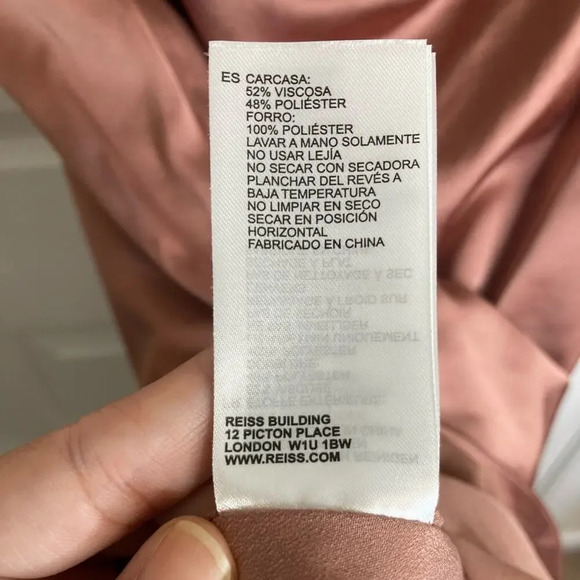 ES CARCASA:
52% VISCOSA
48% POLIÉSTER
FORRO:
100% POLIÉSTER
LAVAR A MANO SOLAMENTE
NO USAR LEJÍA
NO SECAR CON SECADORA
PLANCHAR DEL REVÉS A
BAJA TEMPERATURA
NO LIMPIAR EN SECO
SECAR EN POSICIÓN
HORIZONTAL
FABRICADO EN CHINA
REISS BUILDING
12 PICTON PLACE
LONDON W1U 1BW
WWW.REISS.COM